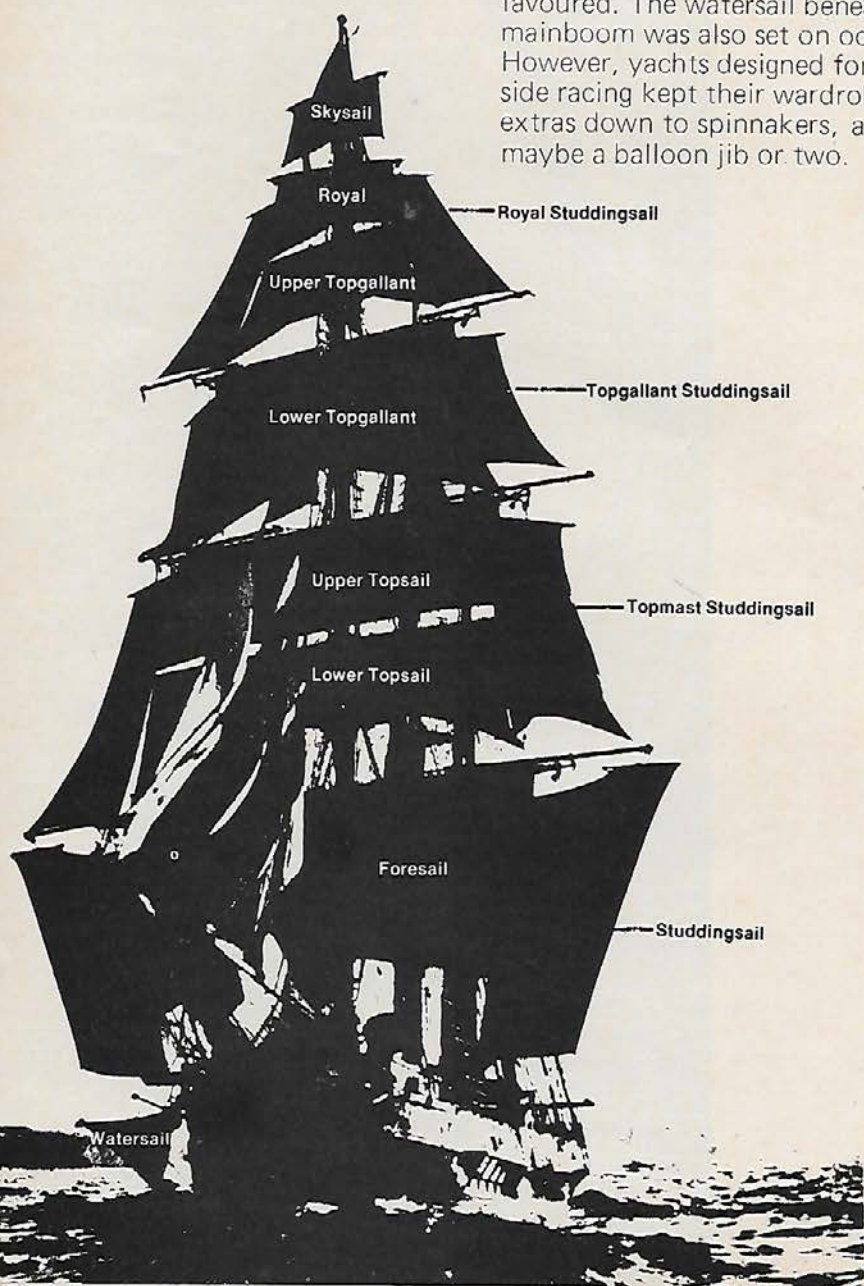 favoured. The watersail bene
mainboom was also set on oc
However, yachts designed for
side racing kept their wardro
extras down to spinnakers, a
maybe a balloon jib or two.
Skysail
Royal
Royal Studdingsail
Upper Topgallant
Topgallant Studdingsail
Lower Topgallant
Upper Topsail
Topmast Studdingsail
Lower Topsail
Foresail
Studdingsail
Watersail